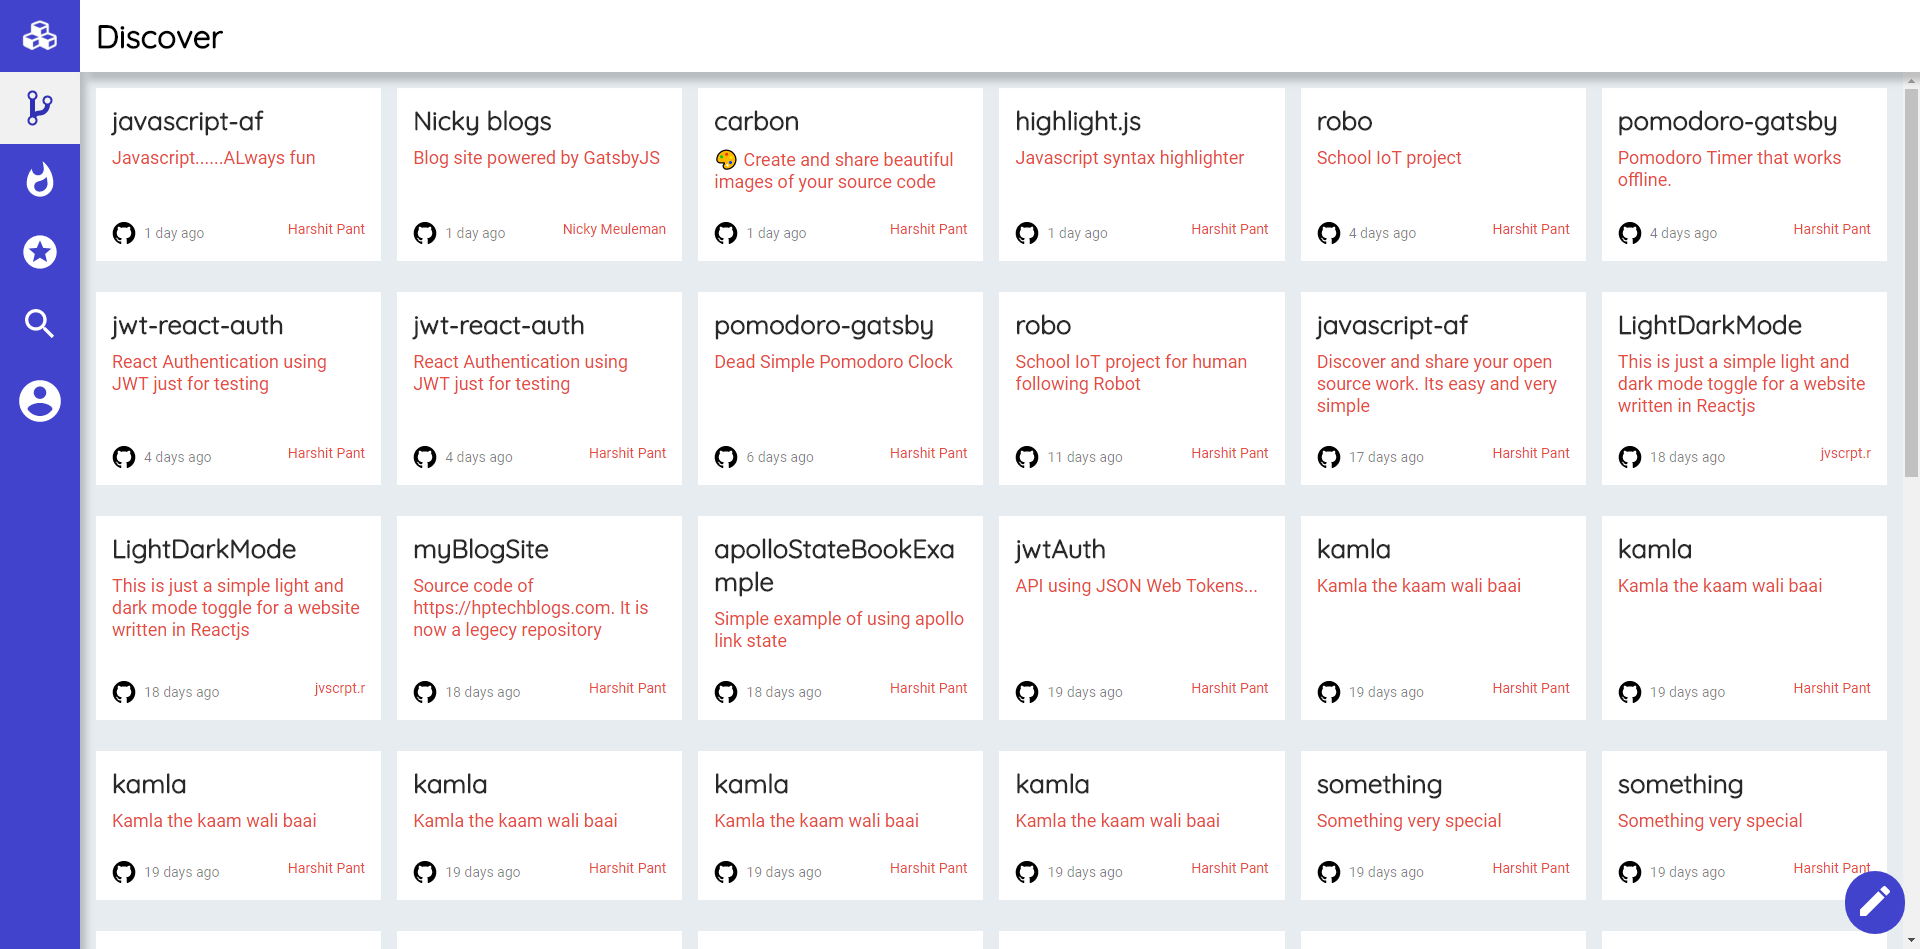 Discover
javascript-af
Javascript......ALways fun
1 day ago
Harshit Pant
Nicky blogs
Blog site powered by GatsbyJS
1 day ago
Nicky Meuleman
carbon
🎨 Create and share beautiful
images of your source code
1 day ago
Harshit Pant
highlight.js
Javascript syntax highlighter
1 day ago
Harshit Pant
robo
School IoT project
4 days ago
Harshit Pant
pomodoro-gatsby
Pomodoro Timer that works
offline.
4 days ago
Harshit Pant
jwt-react-auth
React Authentication using
JWT just for testing
4 days ago
Harshit Pant
jwt-react-auth
React Authentication using
JWT just for testing
4 days ago
Harshit Pant
pomodoro-gatsby
Dead Simple Pomodoro Clock
6 days ago
Harshit Pant
robo
School IoT project for human
following Robot
11 days ago
Harshit Pant
javascript-af
Discover and share your open
source work. Its easy and very
simple
17 days ago
Harshit Pant
LightDarkMode
This is just a simple light and
dark mode toggle for a website
written in Reactjs
18 days ago
jvscrpt.r
LightDarkMode
This is just a simple light and
dark mode toggle for a website
written in Reactjs
18 days ago
jvscrpt.r
myBlogSite
Source code of
https://hptechblogs.com. It is
now a legecy repository
18 days ago
Harshit Pant
apolloStateBookExa
mple
Simple example of using apollo
link state
18 days ago
Harshit Pant
jwtAuth
API using JSON Web Tokens...
19 days ago
Harshit Pant
kamla
Kamla the kaam wali baai
19 days ago
Harshit Pant
kamla
Kamla the kaam wali baai
19 days ago
Harshit Pant
kamla
Kamla the kaam wali baai
19 days ago
Harshit Pant
kamla
Kamla the kaam wali baai
19 days ago
Harshit Pant
kamla
Kamla the kaam wali baai
19 days ago
Harshit Pant
kamla
Kamla the kaam wali baai
19 days ago
Harshit Pant
something
Something very special
19 days ago
Harshit Pant
something
Something very special
19 days ago
Harshit Pant